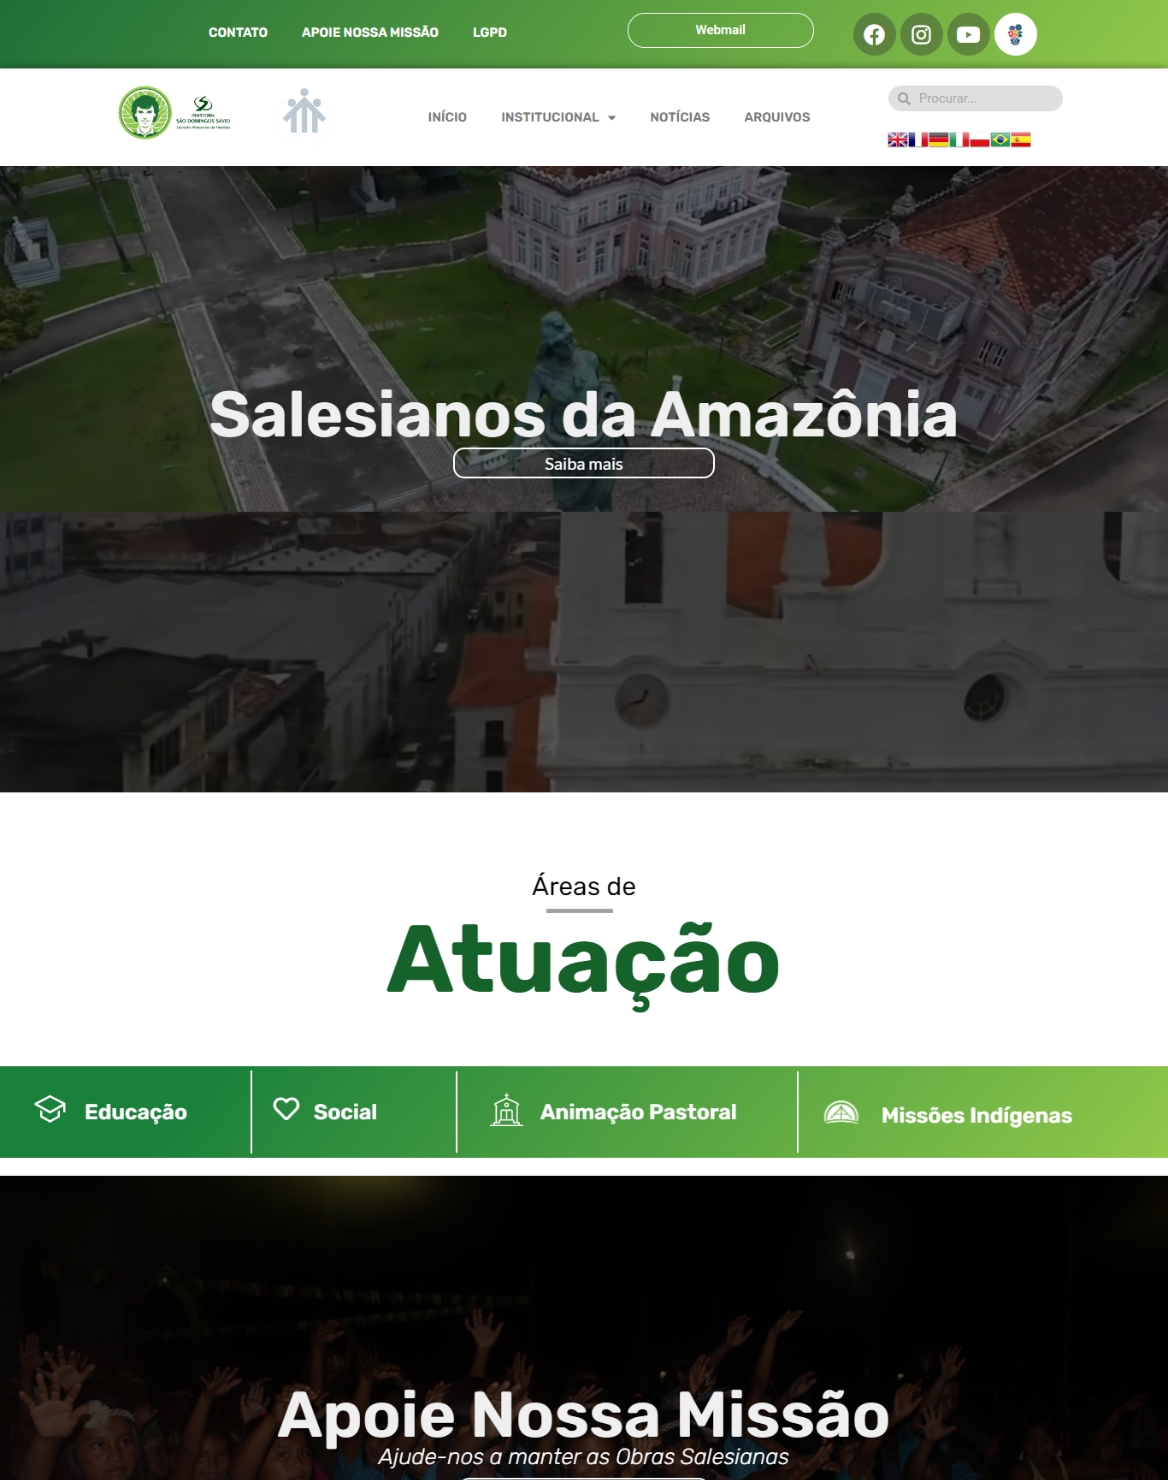 CONTATO
APOIE NOSSA MISSÃO
LGPD
Webmail
INSPETORIA
SÃO DOMINGOS SÁVIO
INÍCIO
INSTITUCIONAL
NOTÍCIAS
ARQUIVOS
Procurar...
Salesianos da Amazônia
Saiba mais
Áreas de
Atuação
Educação
Social
Animação Pastoral
Missões Indígenas
Apoie Nossa Missão
Ajude-nos a manter as Obras Salesianas